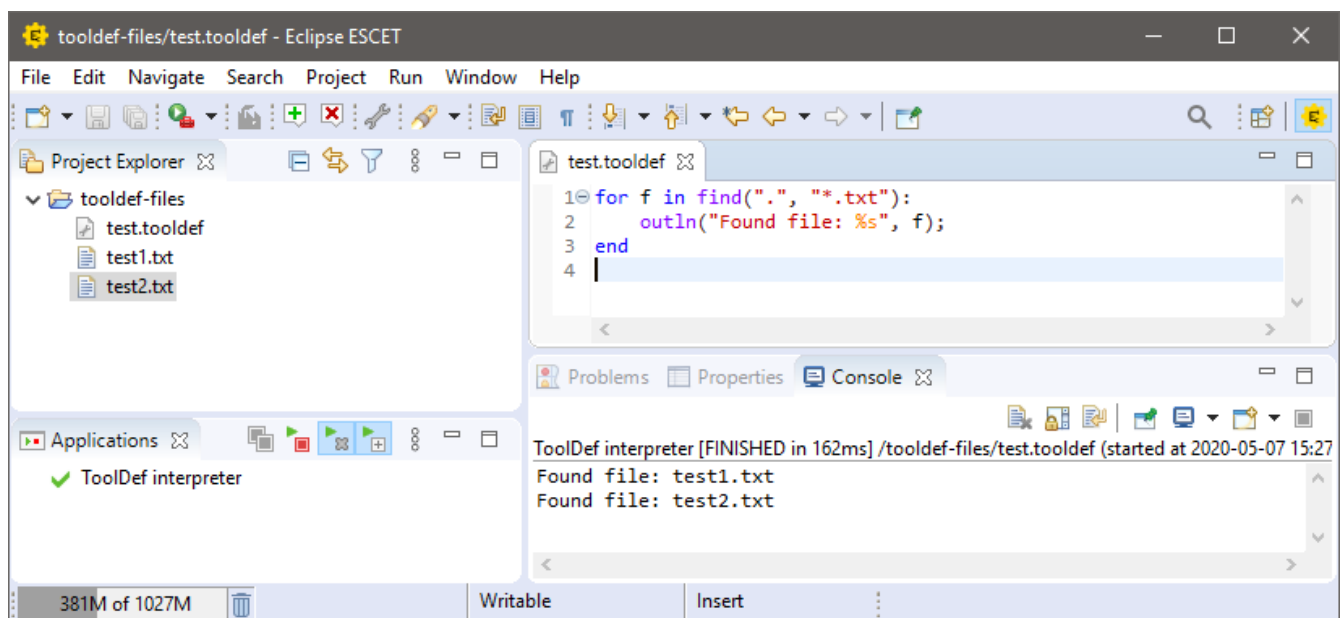 tooldef-files/test.tooldef - Eclipse ESCET
File Edit Navigate Search Project Run Window Help
Project Explorer
tooldef-files
test.tooldef
test1.txt
test2.txt
test.tooldef
1 for f in find(".", "*.txt"):
2 outln("Found file: %s", f);
3 end
4
Applications
ToolDef interpreter
Problems Properties Console
ToolDef interpreter [FINISHED in 162ms] /tooldef-files/test.tooldef (started at 2020-05-07 15:27
Found file: test1.txt
Found file: test2.txt
381M of 1027M Writable Insert